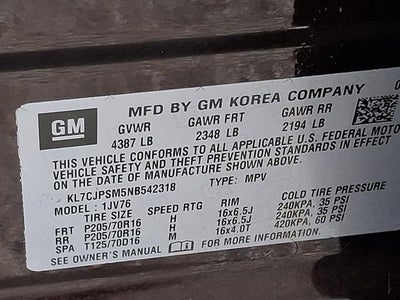 GM
MFD BY GM KOREA COMPANY
GVWR GAWR FRT GAWR RR
4387 LB 2348 LB 2194 LB
THIS VEHICLE CONFORMS TO ALL APPLICABLE U.S. FEDERAL MOTO
VEHICLE SAFETY AND THEFT PREVENTION STANDARDS IN EFFECT
ON THE DATE OF MANUFACTURE SHOWN ABOVE.
KL7CJPSM5NB542318 TYPE: MPV
MODEL: 1JV76
TIRE SIZE SPEED RTG RIM COLD TIRE PRESSURE
FRT P205/70R16 H 16x6.5J 240KPA, 35 PSI
RR P205/70R16 H 16x6.5J 240KPA, 35 PSI
SPA T125/70D16 M 16x4.0T 420KPA, 60 PSI
SEE OWNER'S MANUAL FOR MORE INFORMATION.